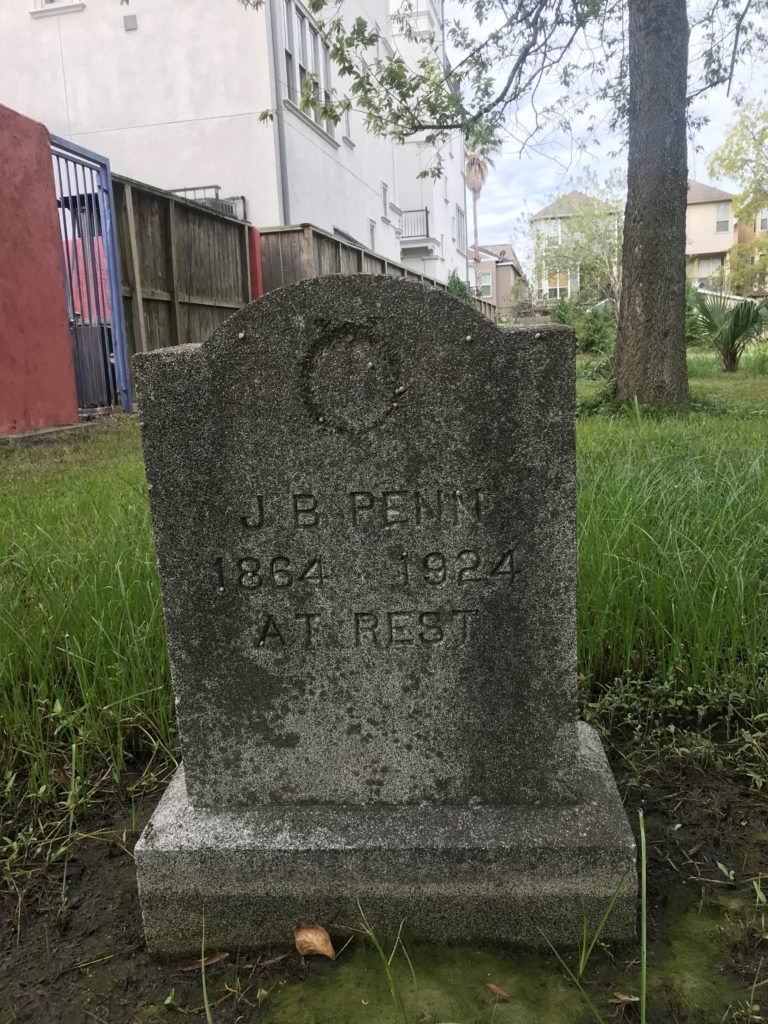 J B PENN
1864 1924
AT REST